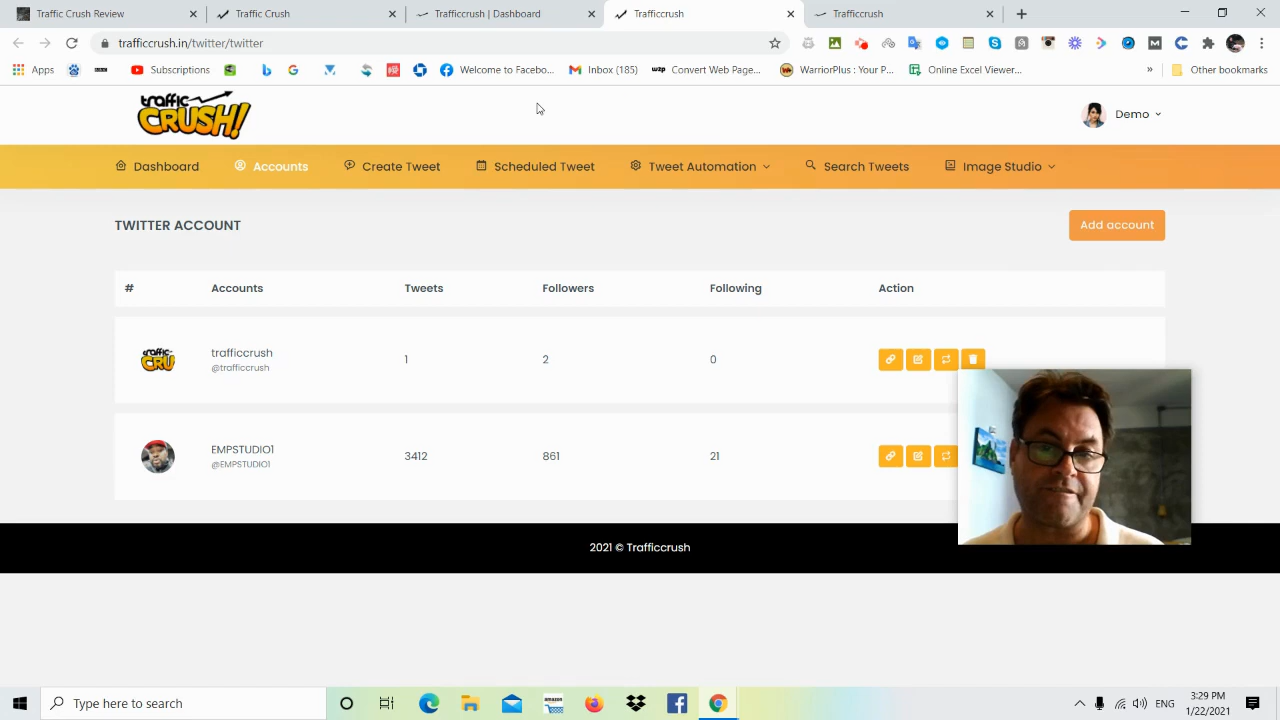 Traffic Crush Review
Traffic Crush
Trafficcrush | Dashboard
Trafficcrush
Trafficcrush
trafficcrush.in/twitter/twitter
Apps
Subscriptions
Welcome to Facebo...
Inbox (185)
Convert Web Page...
WarriorPlus : Your P...
Online Excel Viewer...
»
Other bookmarks
traffic
CRUSH!
Demo
Dashboard
Accounts
Create Tweet
Scheduled Tweet
Tweet Automation
Search Tweets
Image Studio
TWITTER ACCOUNT
Add account
# Accounts Tweets Followers Following Action
trafficcrush
@trafficcrush
1 2 0
EMPSTUDIO1
@EMPSTUDIO1
3412 861 21
2021 © Trafficcrush
Type here to search
amazon
ENG
3:29 PM
1/22/2021